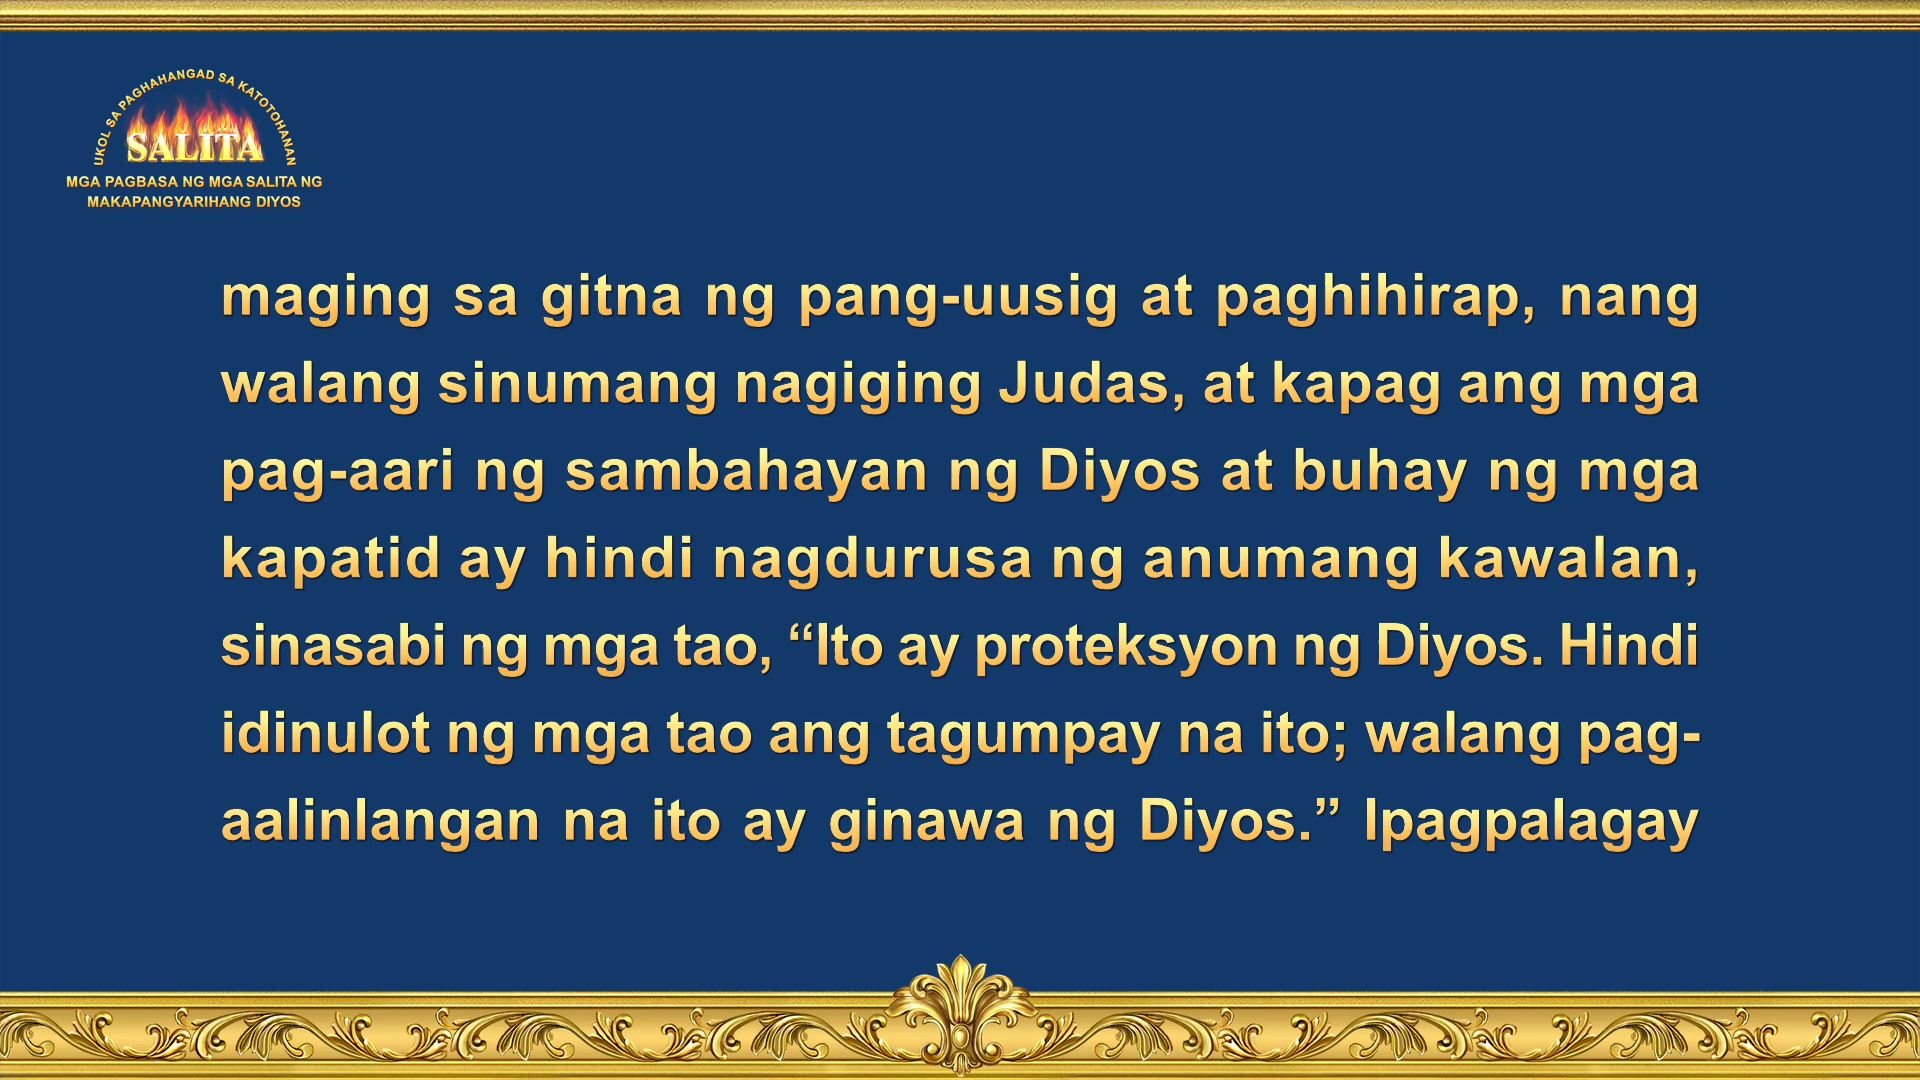 UKOL SA PAGHAHANGAD SA KATOTOHANAN
SALITA
MGA PAGBASA NG MGA SALITA NG
MAKAPANGYARIHANG DIYOS
maging sa gitna ng pang-uusig at paghihirap, nang
walang sinumang nagiging Judas, at kapag ang mga
pag-aari ng sambahayan ng Diyos at buhay ng mga
kapatid ay hindi nagdurusa ng anumang kawalan,
sinasabi ng mga tao, “Ito ay proteksyon ng Diyos. Hindi
idinulot ng mga tao ang tagumpay na ito; walang pag-
aalinlangan na ito ay ginawa ng Diyos.” Ipagpalagay